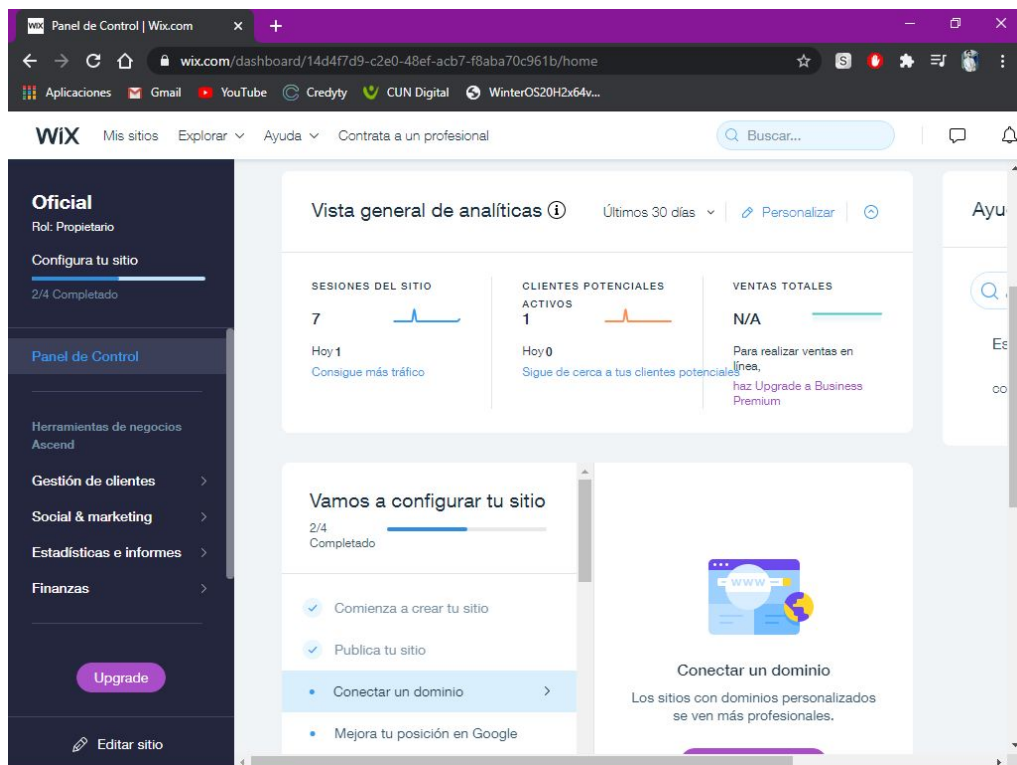 WIX Panel de Control | Wix.com
wix.com/dashboard/14d4f7d9-c2e0-48ef-acb7-f8aba70c961b/home
S
Aplicaciones Gmail YouTube Credyty CUN Digital WinterOS20H2x64v...
WiX Mis sitios Explorar Ayuda Contrata a un profesional Buscar...
Oficial
Rol: Propietario
Configura tu sitio
2/4 Completado
Panel de Control
Herramientas de negocios
Ascend
Gestión de clientes
Social & marketing
Estadísticas e informes
Finanzas
Upgrade
Editar sitio
Vista general de analíticas Últimos 30 días Personalizar
SESIONES DEL SITIO
7
Hoy 1
Consigue más tráfico
CLIENTES POTENCIALES
ACTIVOS
1
Hoy 0
Sigue de cerca a tus clientes potenciales
VENTAS TOTALES
N/A
Para realizar ventas en
línea,
haz Upgrade a Business
Premium
Vamos a configurar tu sitio
2/4
Completado
Comienza a crear tu sitio
Publica tu sitio
Conectar un dominio
Mejora tu posición en Google
www
Conectar un dominio
Los sitios con dominios personalizados
se ven más profesionales.
Ayu
Es
co